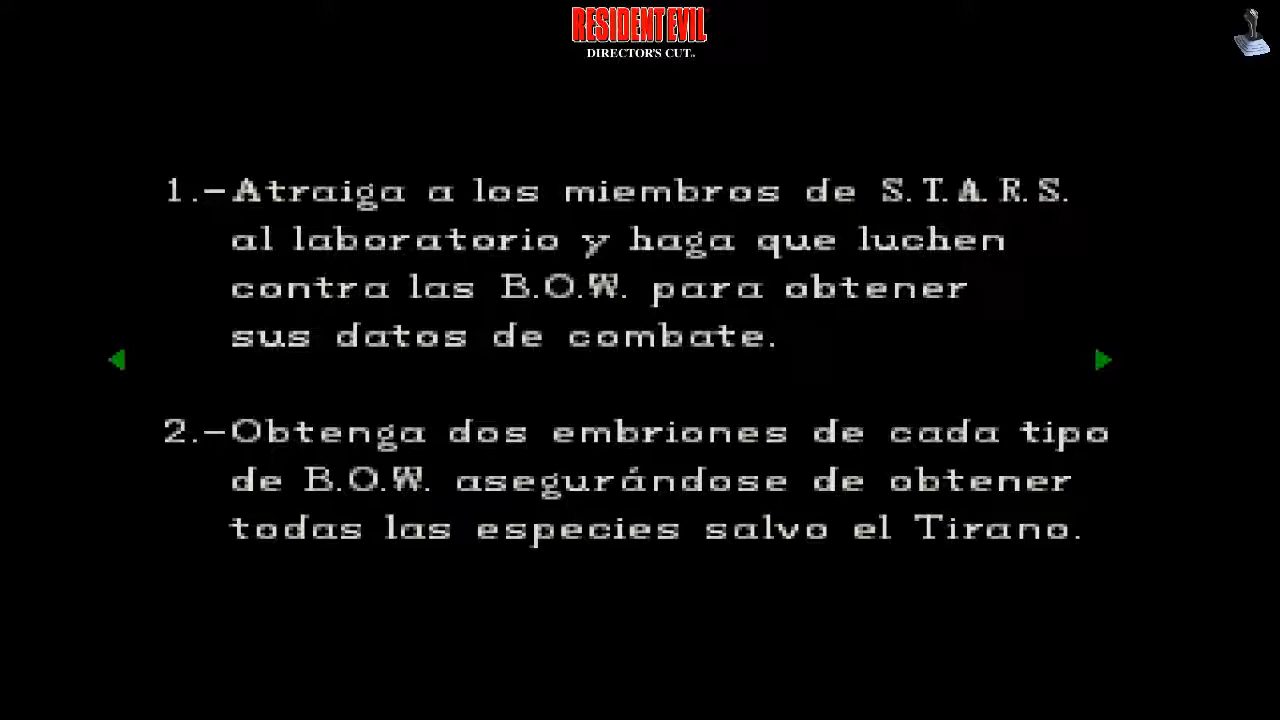 RESIDENT EVIL
DIRECTOR'S CUT™
1.-Atraiga a los miembros de S.T.A.R.S.
al laboratorio y haga que luchen
contra las B.O.W. para obtener
sus datos de combate.
2.-Obtenga dos embriones de cada tipo
de B.O.W. asegurándose de obtener
todas las especies salvo el Tirano.